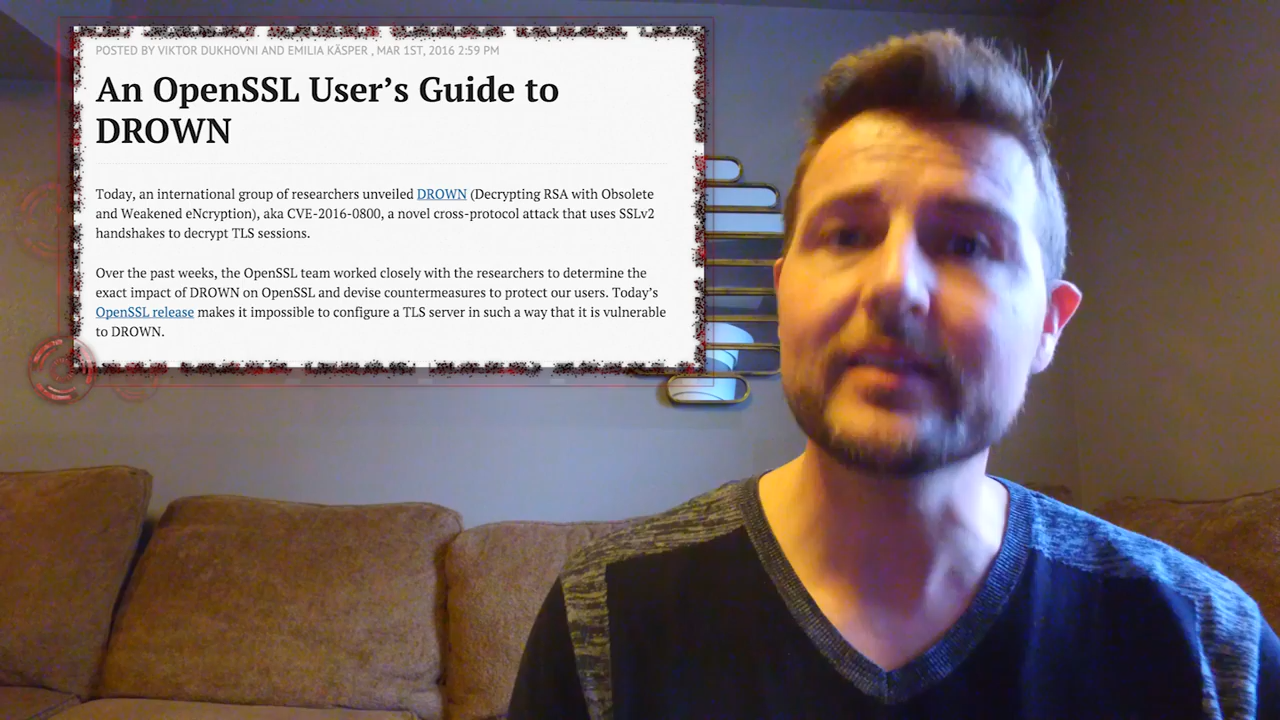 POSTED BY VIKTOR DUKHOVNI AND EMILIA KÄSPER , MAR 1ST, 2016 2:59 PM
An OpenSSL User’s Guide to
DROWN
Today, an international group of researchers unveiled DROWN (Decrypting RSA with Obsolete
and Weakened eNcryption), aka CVE-2016-0800, a novel cross-protocol attack that uses SSLv2
handshakes to decrypt TLS sessions.
Over the past weeks, the OpenSSL team worked closely with the researchers to determine the
exact impact of DROWN on OpenSSL and devise countermeasures to protect our users. Today’s
OpenSSL release makes it impossible to configure a TLS server in such a way that it is vulnerable
to DROWN.